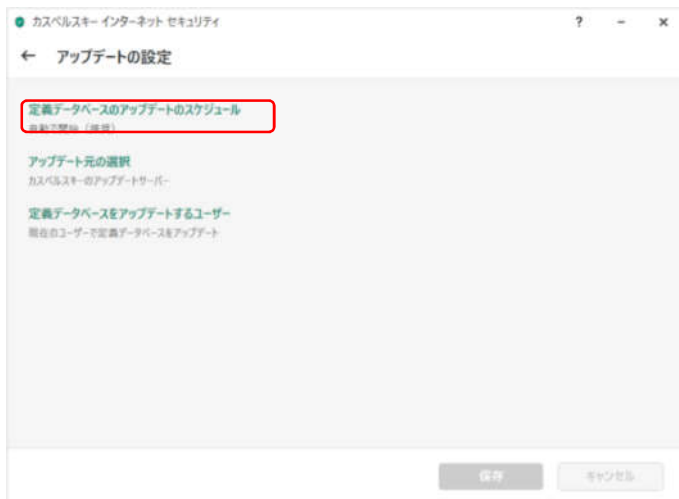 カスペルスキー インターネット セキュリティ
? − ×
← アップデートの設定
定義データベースのアップデートのスケジュール
自動で開始（推奨）
アップデート元の選択
カスペルスキーのアップデートサーバー
定義データベースをアップデートするユーザー
現在のユーザーで定義データベースをアップデート
保存 キャンセル